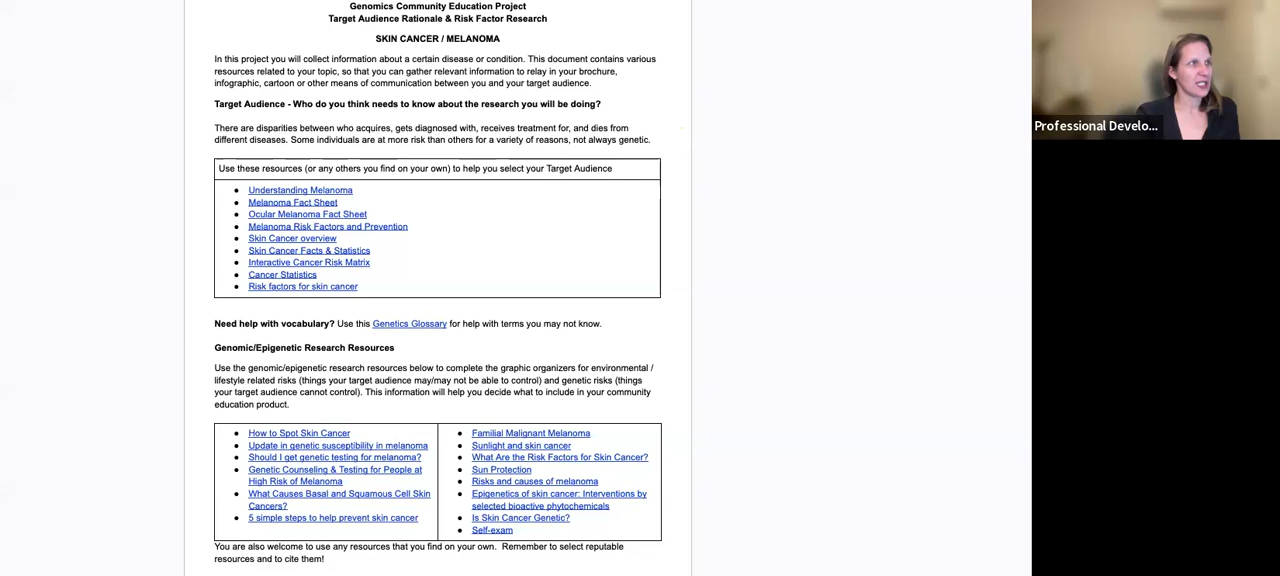 Genomics Community Education Project
Target Audience Rationale & Risk Factor Research
SKIN CANCER / MELANOMA
In this project you will collect information about a certain disease or condition. This document contains various
resources related to your topic, so that you can gather relevant information to relay in your brochure,
infographic, cartoon or other means of communication between you and your target audience.
Target Audience - Who do you think needs to know about the research you will be doing?
There are disparities between who acquires, gets diagnosed with, receives treatment for, and dies from
different diseases. Some individuals are at more risk than others for a variety of reasons, not always genetic.
Use these resources (or any others you find on your own) to help you select your Target Audience
● Understanding Melanoma
● Melanoma Fact Sheet
● Ocular Melanoma Fact Sheet
● Melanoma Risk Factors and Prevention
● Skin Cancer overview
● Skin Cancer Facts & Statistics
● Interactive Cancer Risk Matrix
● Cancer Statistics
● Risk factors for skin cancer
Need help with vocabulary? Use this Genetics Glossary for help with terms you may not know.
Genomic/Epigenetic Research Resources
Use the genomic/epigenetic research resources below to complete the graphic organizers for environmental /
lifestyle related risks (things your target audience may/may not be able to control) and genetic risks (things
your target audience cannot control). This information will help you decide what to include in your community
education product.
● How to Spot Skin Cancer
● Update in genetic susceptibility in melanoma
● Should I get genetic testing for melanoma?
● Genetic Counseling & Testing for People at
High Risk of Melanoma
● What Causes Basal and Squamous Cell Skin
Cancers?
● 5 simple steps to help prevent skin cancer
● Familial Malignant Melanoma
● Sunlight and skin cancer
● What Are the Risk Factors for Skin Cancer?
● Sun Protection
● Risks and causes of melanoma
● Epigenetics of skin cancer: Interventions by
selected bioactive phytochemicals
● Is Skin Cancer Genetic?
● Self-exam
You are also welcome to use any resources that you find on your own. Remember to select reputable
resources and to cite them!
Professional Develo...